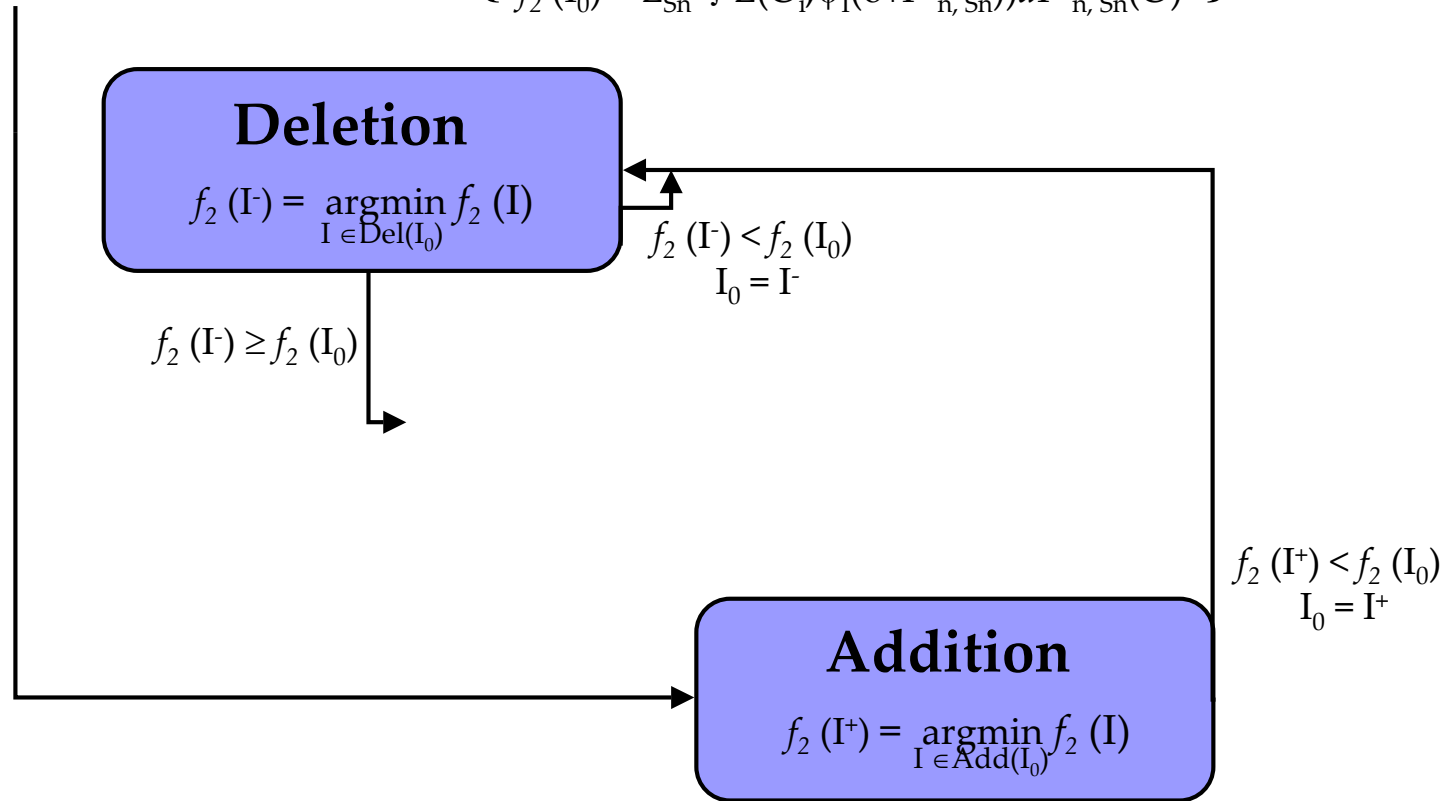 Deletion
f₂ (I⁻) = argmin f₂ (I)
I ∈Del(I₀)
f₂ (I⁻) < f₂ (I₀)
I₀ = I⁻
f₂ (I⁻) ≥ f₂ (I₀)
f₂ (I⁺) < f₂ (I₀)
I₀ = I⁺
Addition
f₂ (I⁺) = argmin f₂ (I)
I ∈Add(I₀)